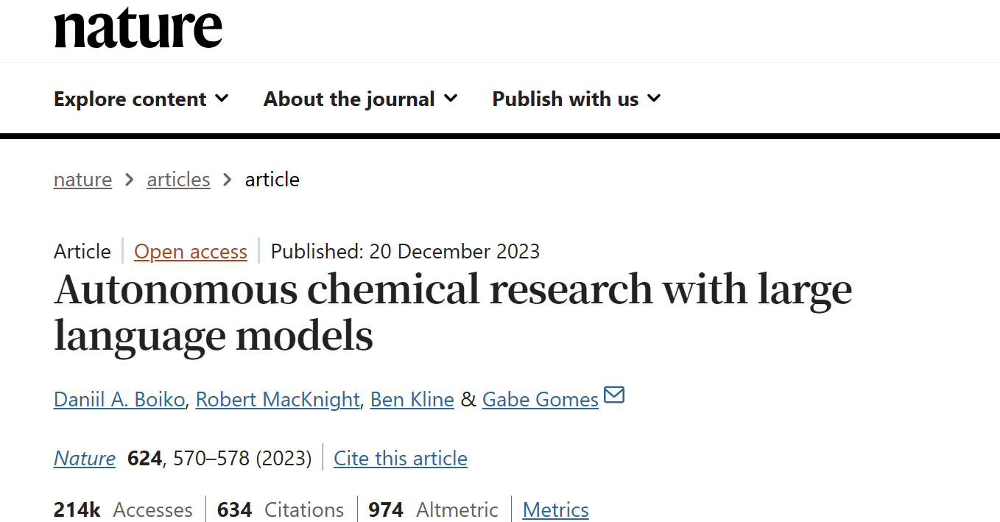 nature
Explore content About the journal Publish with us
nature > articles > article
Article Open access Published: 20 December 2023
Autonomous chemical research with large
language models
Daniil A. Boiko, Robert MacKnight, Ben Kline & Gabe Gomes
Nature 624, 570–578 (2023) Cite this article
214k Accesses 634 Citations 974 Altmetric Metrics